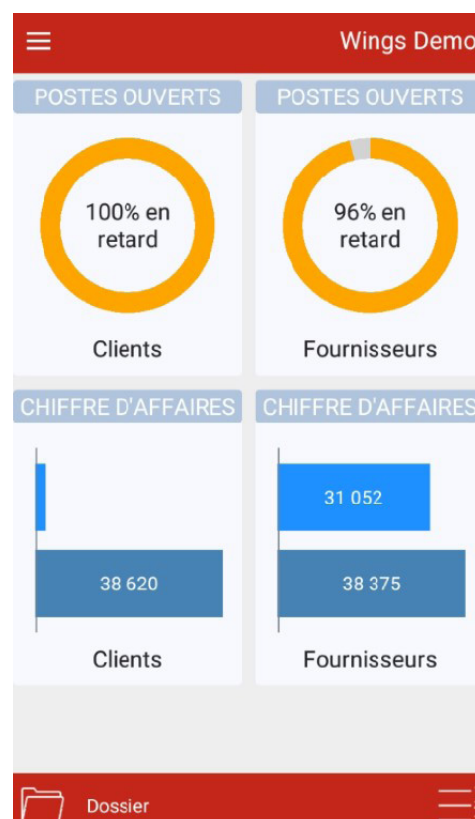 Wings Demo
POSTES OUVERTS
100% en
retard
Clients
POSTES OUVERTS
96% en
retard
Fournisseurs
CHIFFRE D'AFFAIRES
38 620
Clients
CHIFFRE D'AFFAIRES
31 052
38 375
Fournisseurs
Dossier